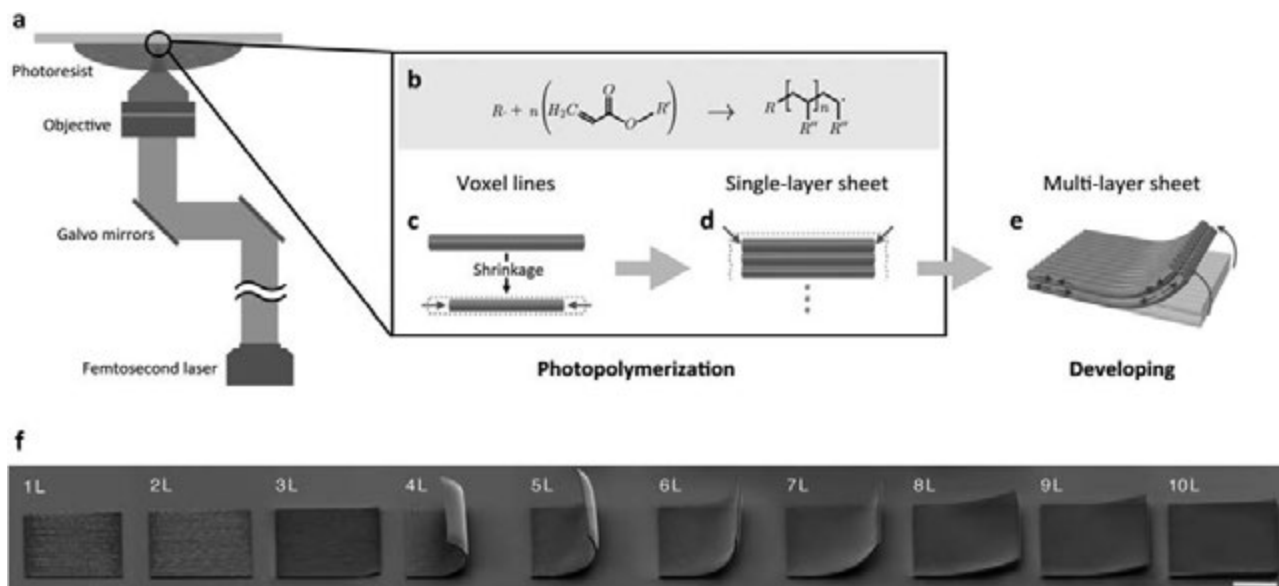 a
Photoresist
Objective
Galvo mirrors
Femtosecond laser
b
R· + n(H₂C O O R') → R [ ]n R'' R''
Voxel lines
Single-layer sheet
Multi-layer sheet
c
Shrinkage
d
e
Photopolymerization
Developing
f
1L 2L 3L 4L 5L 6L 7L 8L 9L 10L